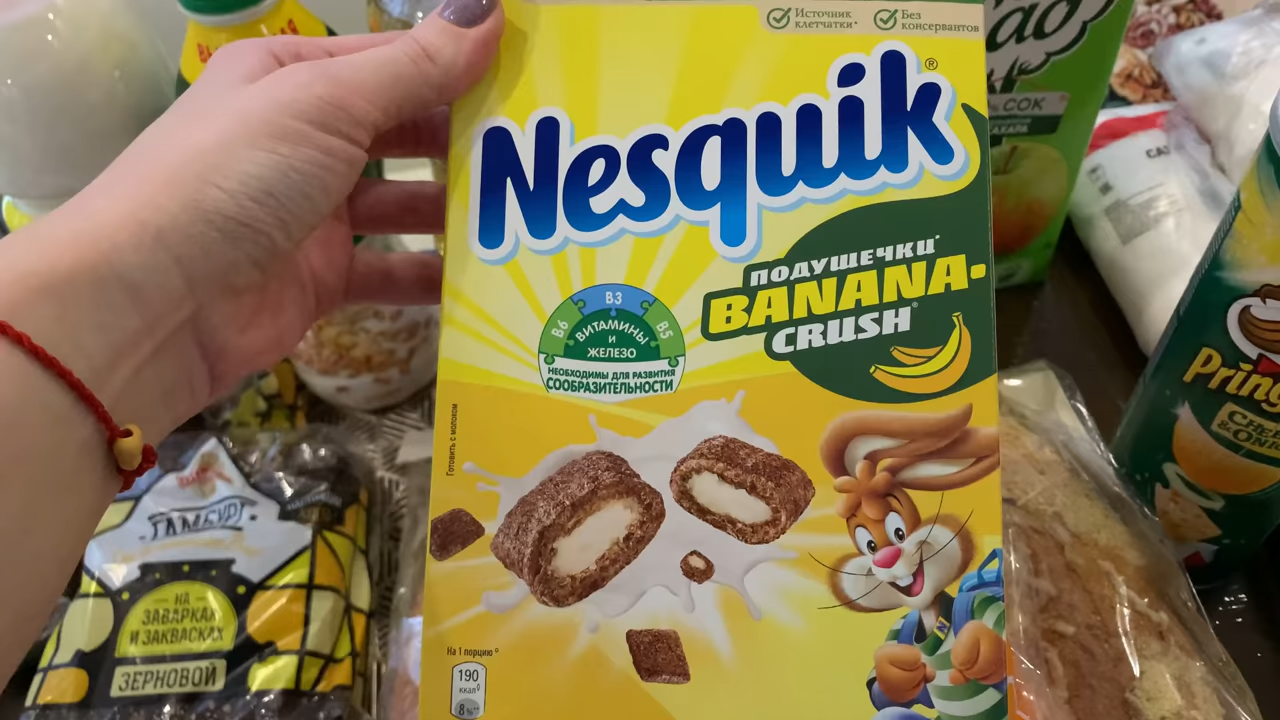 Источник
клетчатки*
Без
консервантов
Nesquik®
ПОДУШЕЧКИ*
BANANA-
CRUSH®
B6 B3 B5
ВИТАМИНЫ
И
ЖЕЛЕЗО
НЕОБХОДИМЫ ДЛЯ РАЗВИТИЯ
СООБРАЗИТЕЛЬНОСТИ
Готовить с молоком
На 1 порцию
190
ккал
8%
N
СОК
ГАМБУРГ
НА
ЗАВАРКАХ
И ЗАКВАСКАХ
ЗЕРНОВОЙ
Pring
&